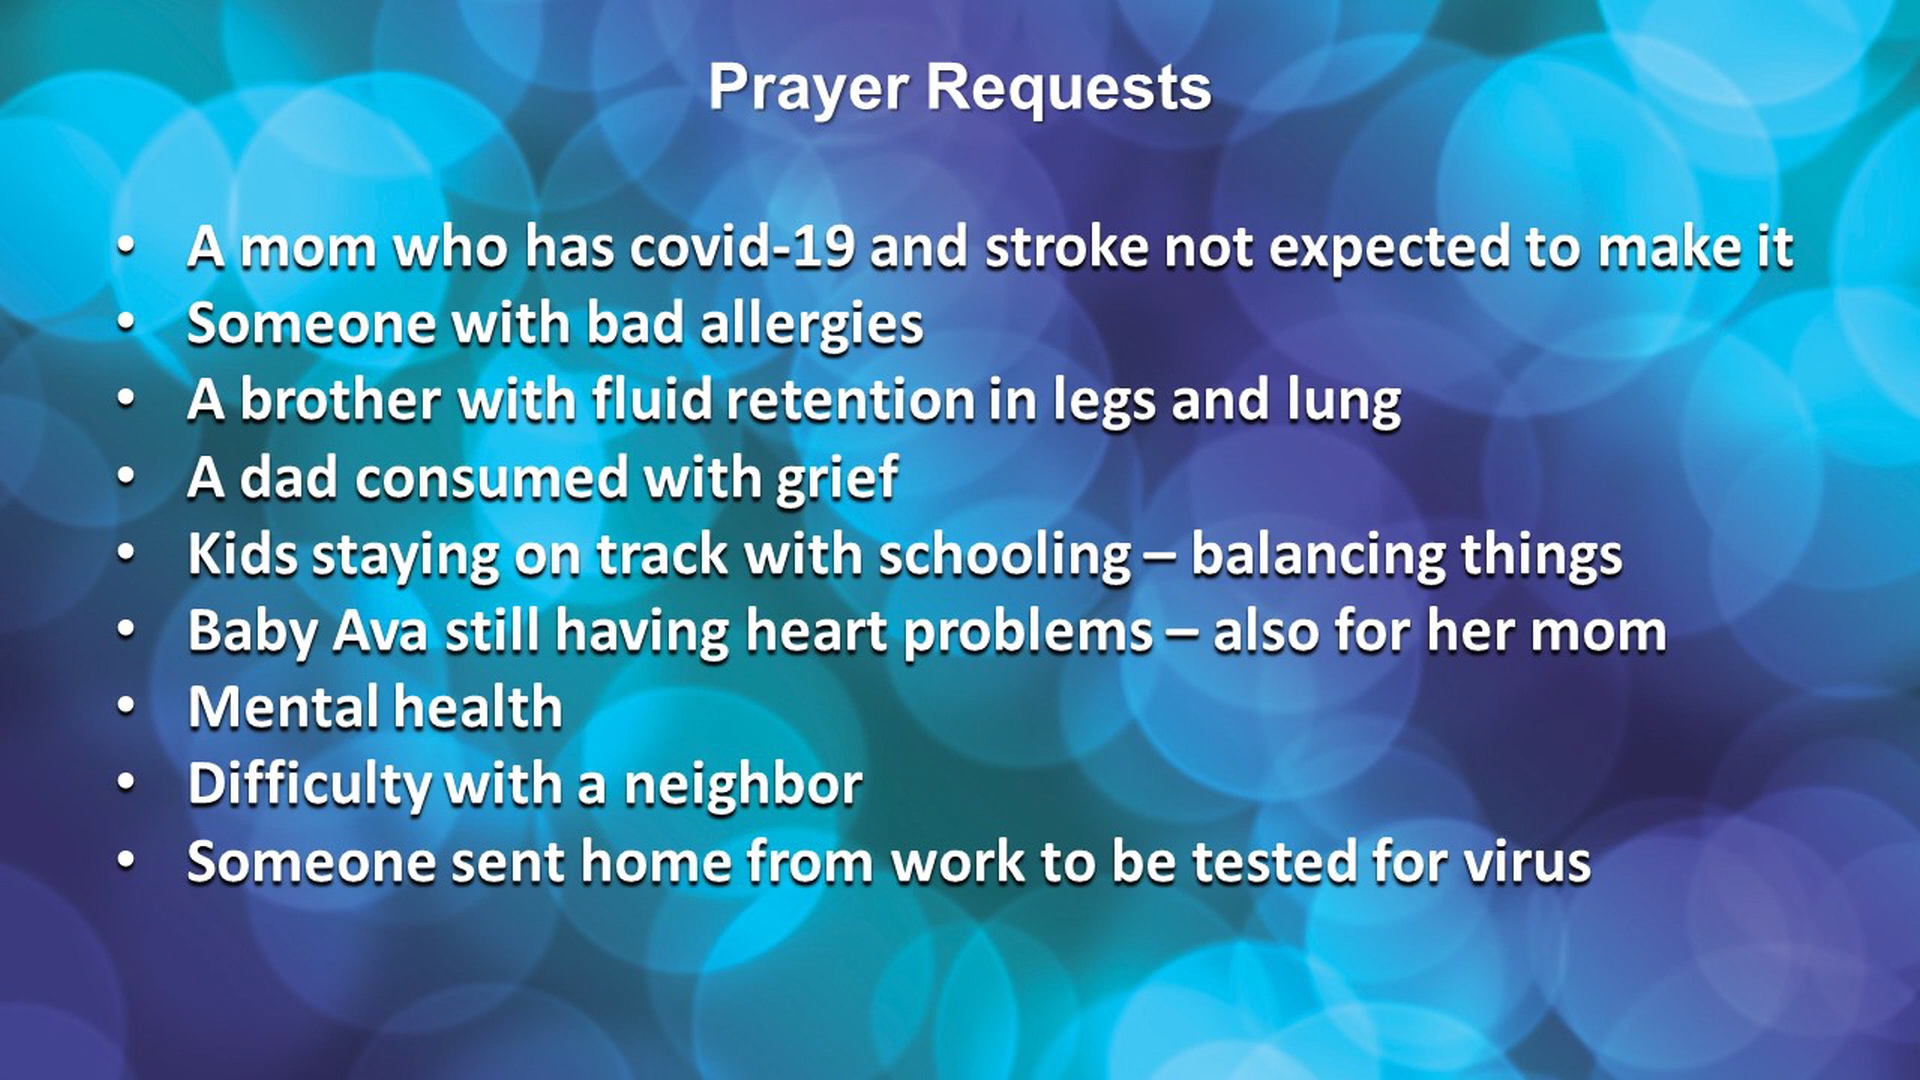 Prayer Requests
• A mom who has covid-19 and stroke not expected to make it
• Someone with bad allergies
• A brother with fluid retention in legs and lung
• A dad consumed with grief
• Kids staying on track with schooling – balancing things
• Baby Ava still having heart problems – also for her mom
• Mental health
• Difficulty with a neighbor
• Someone sent home from work to be tested for virus